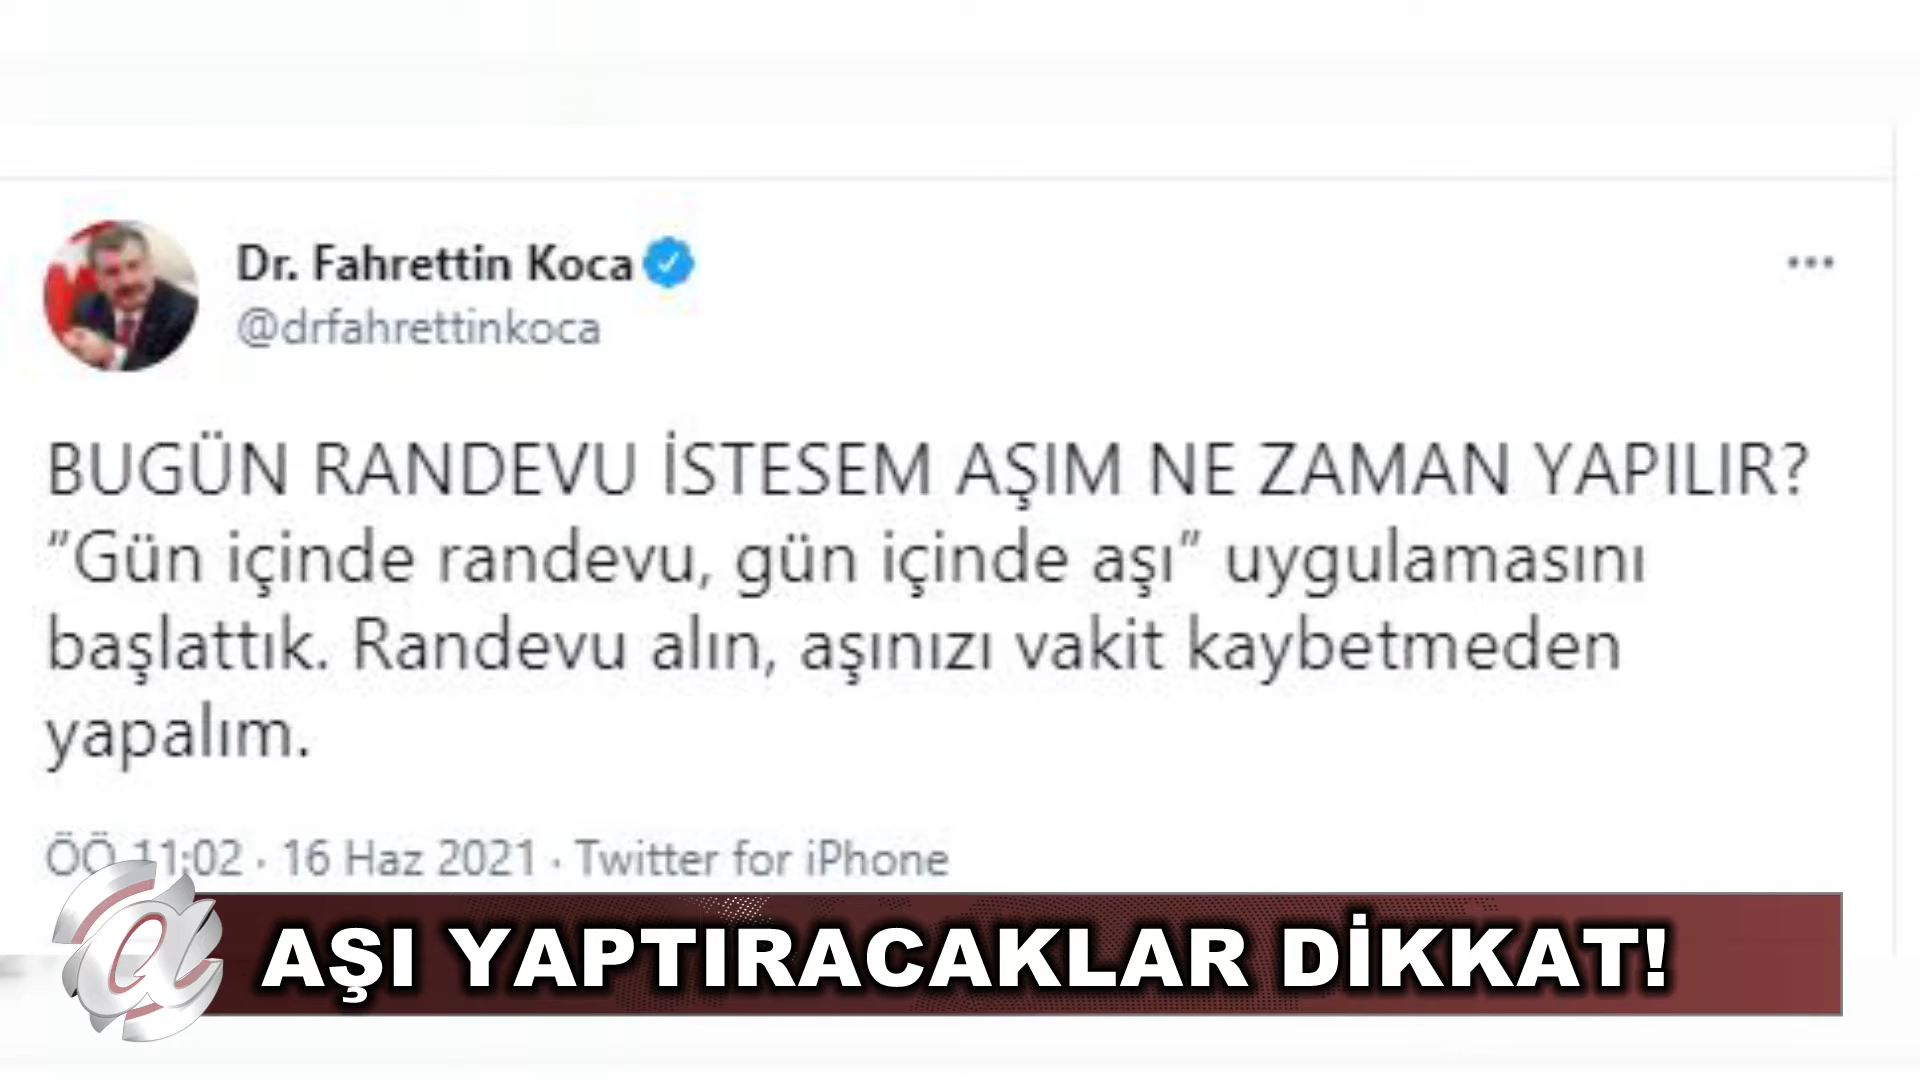 Dr. Fahrettin Koca
@drfahrettinkoca
BUGÜN RANDEVU İSTESEM AŞIM NE ZAMAN YAPILIR?
"Gün içinde randevu, gün içinde aşı" uygulamasını
başlattık. Randevu alın, aşınızı vakit kaybetmeden
yapalım.
ÖÖ 11:02 · 16 Haz 2021 · Twitter for iPhone
AŞI YAPTIRACAKLAR DİKKAT!